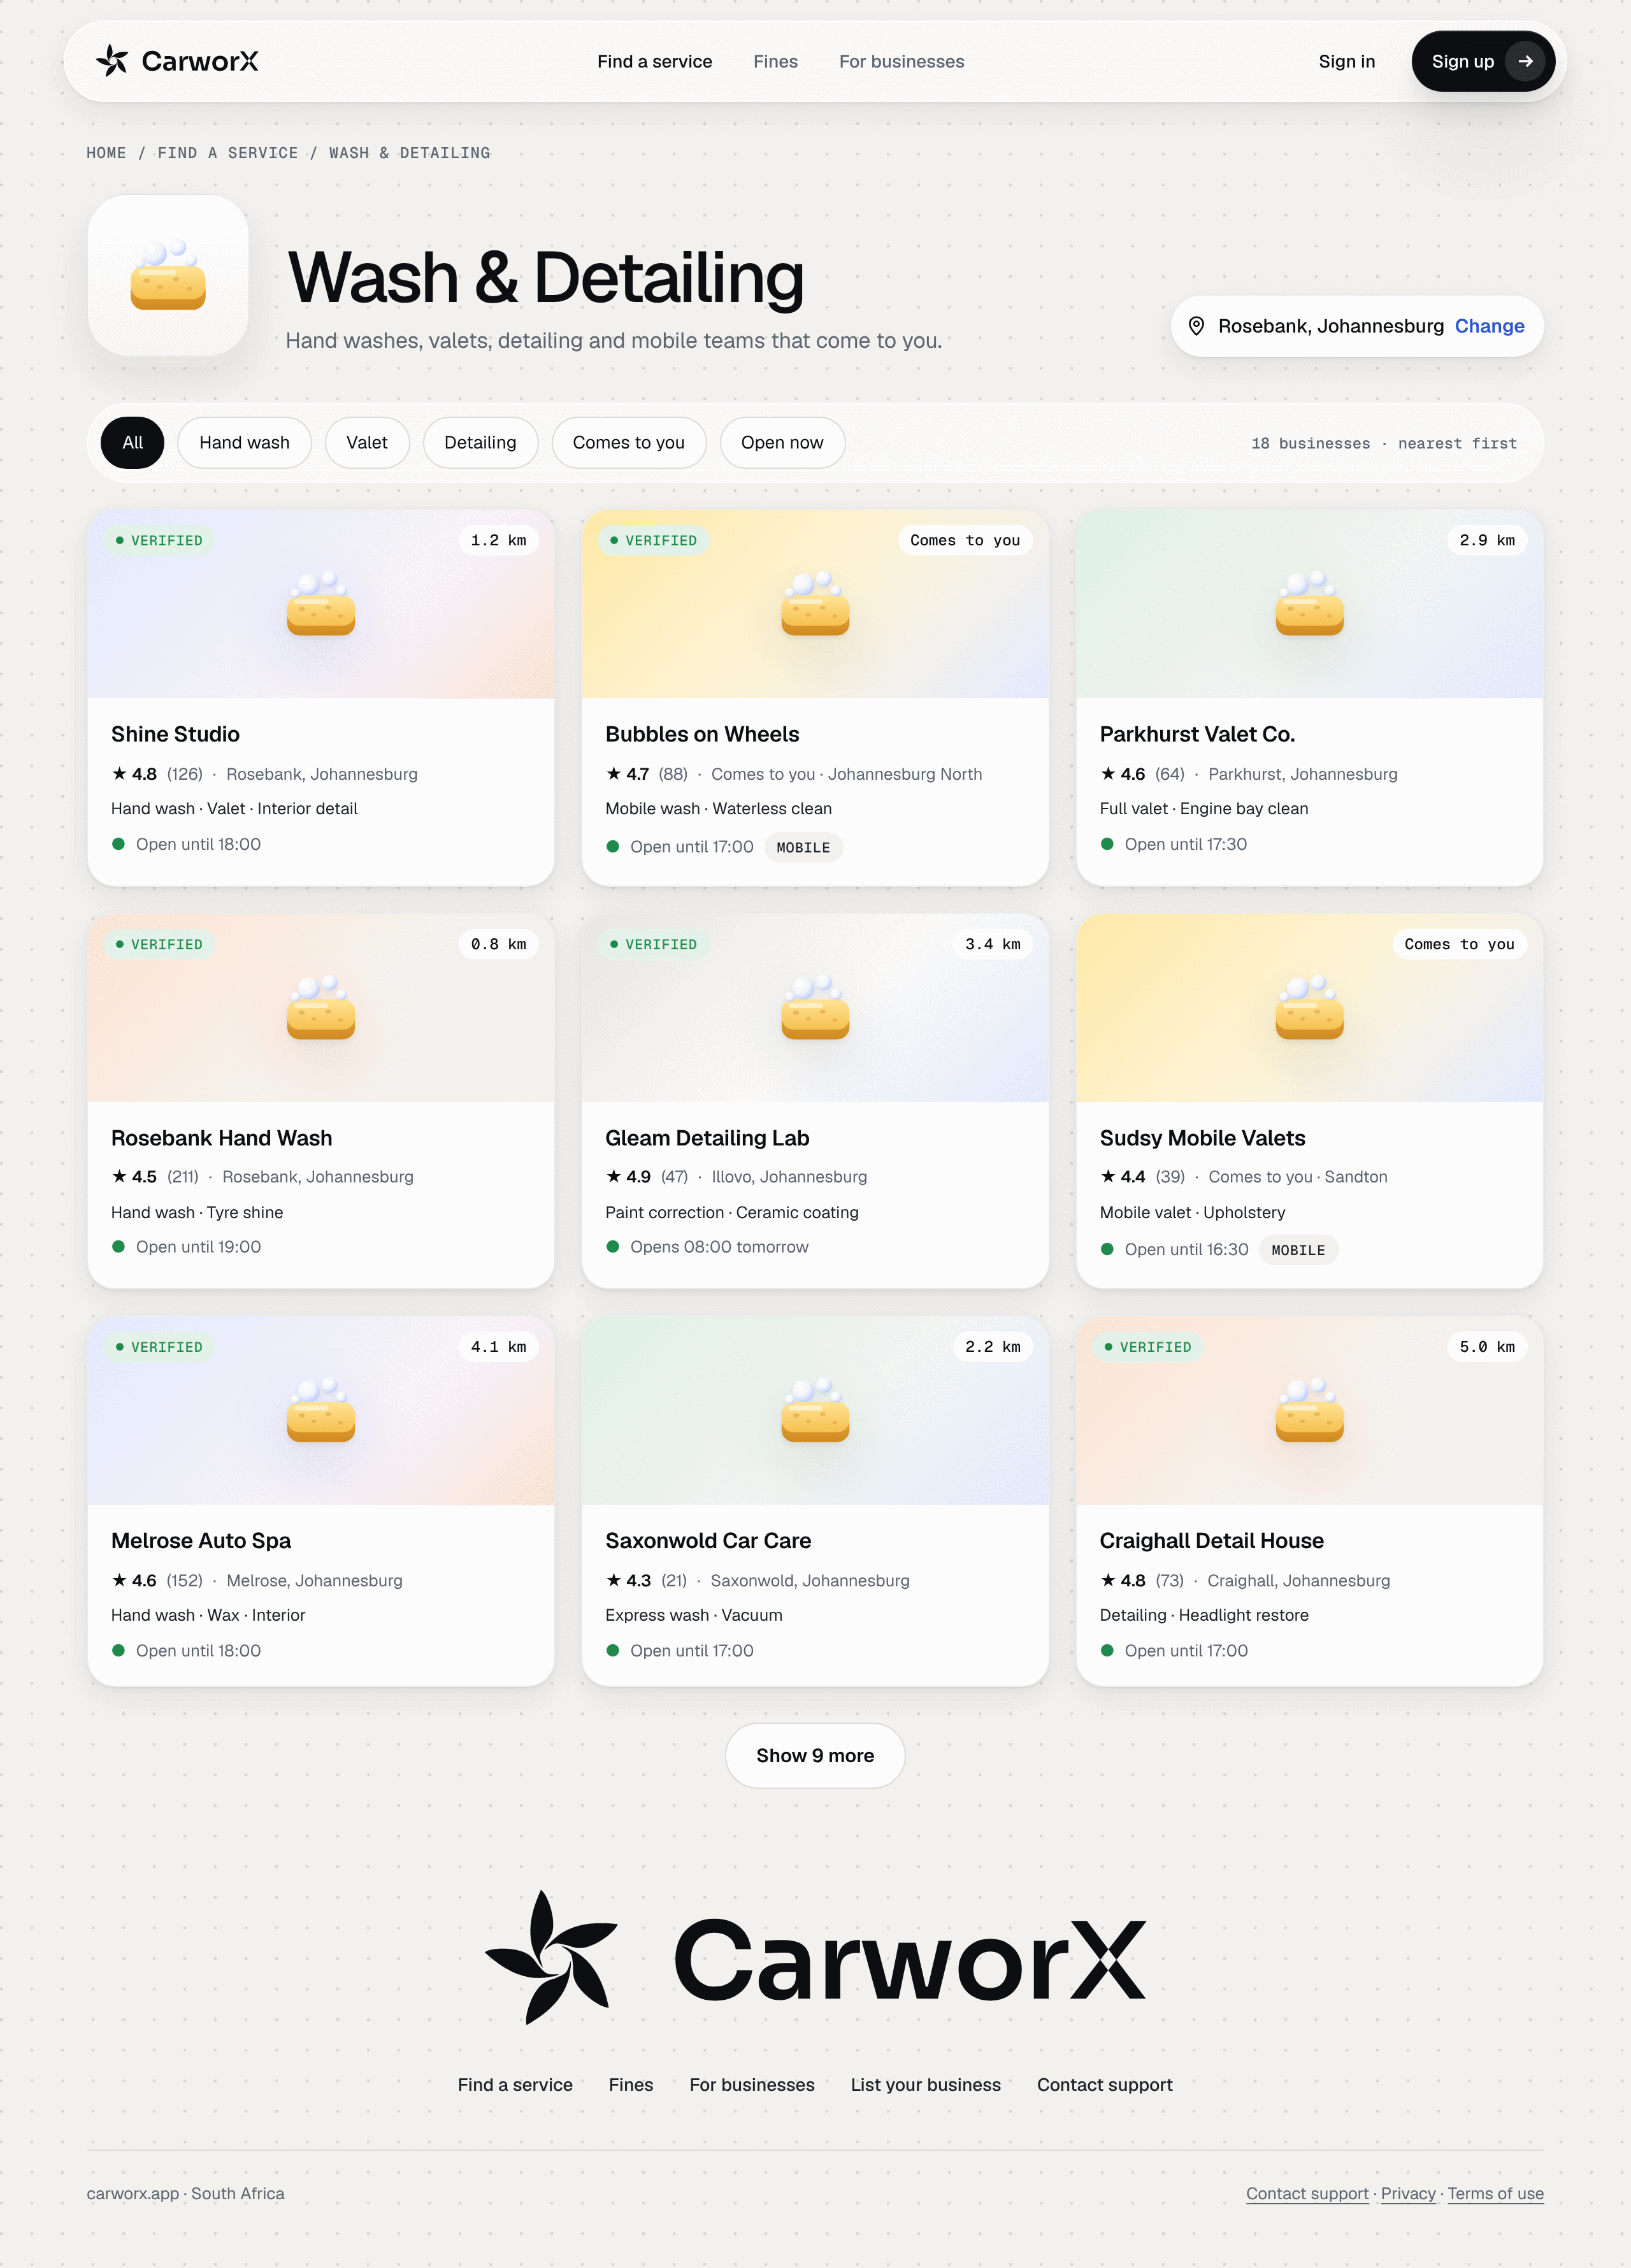 CarworX
Find a service Fines For businesses
Sign in Sign up →
HOME / FIND A SERVICE / WASH & DETAILING
Wash & Detailing
Hand washes, valets, detailing and mobile teams that come to you.
Rosebank, Johannesburg Change
All Hand wash Valet Detailing Comes to you Open now
18 businesses · nearest first
VERIFIED 1.2 km
Shine Studio
★ 4.8 (126) · Rosebank, Johannesburg
Hand wash · Valet · Interior detail
Open until 18:00
VERIFIED Comes to you
Bubbles on Wheels
★ 4.7 (88) · Comes to you · Johannesburg North
Mobile wash · Waterless clean
Open until 17:00 MOBILE
2.9 km
Parkhurst Valet Co.
★ 4.6 (64) · Parkhurst, Johannesburg
Full valet · Engine bay clean
Open until 17:30
VERIFIED 0.8 km
Rosebank Hand Wash
★ 4.5 (211) · Rosebank, Johannesburg
Hand wash · Tyre shine
Open until 19:00
VERIFIED 3.4 km
Gleam Detailing Lab
★ 4.9 (47) · Illovo, Johannesburg
Paint correction · Ceramic coating
Opens 08:00 tomorrow
Comes to you
Sudsy Mobile Valets
★ 4.4 (39) · Comes to you · Sandton
Mobile valet · Upholstery
Open until 16:30 MOBILE
VERIFIED 4.1 km
Melrose Auto Spa
★ 4.6 (152) · Melrose, Johannesburg
Hand wash · Wax · Interior
Open until 18:00
2.2 km
Saxonwold Car Care
★ 4.3 (21) · Saxonwold, Johannesburg
Express wash · Vacuum
Open until 17:00
VERIFIED 5.0 km
Craighall Detail House
★ 4.8 (73) · Craighall, Johannesburg
Detailing · Headlight restore
Open until 17:00
Show 9 more
CarworX
Find a service Fines For businesses List your business Contact support
carworx.app · South Africa
Contact support · Privacy · Terms of use